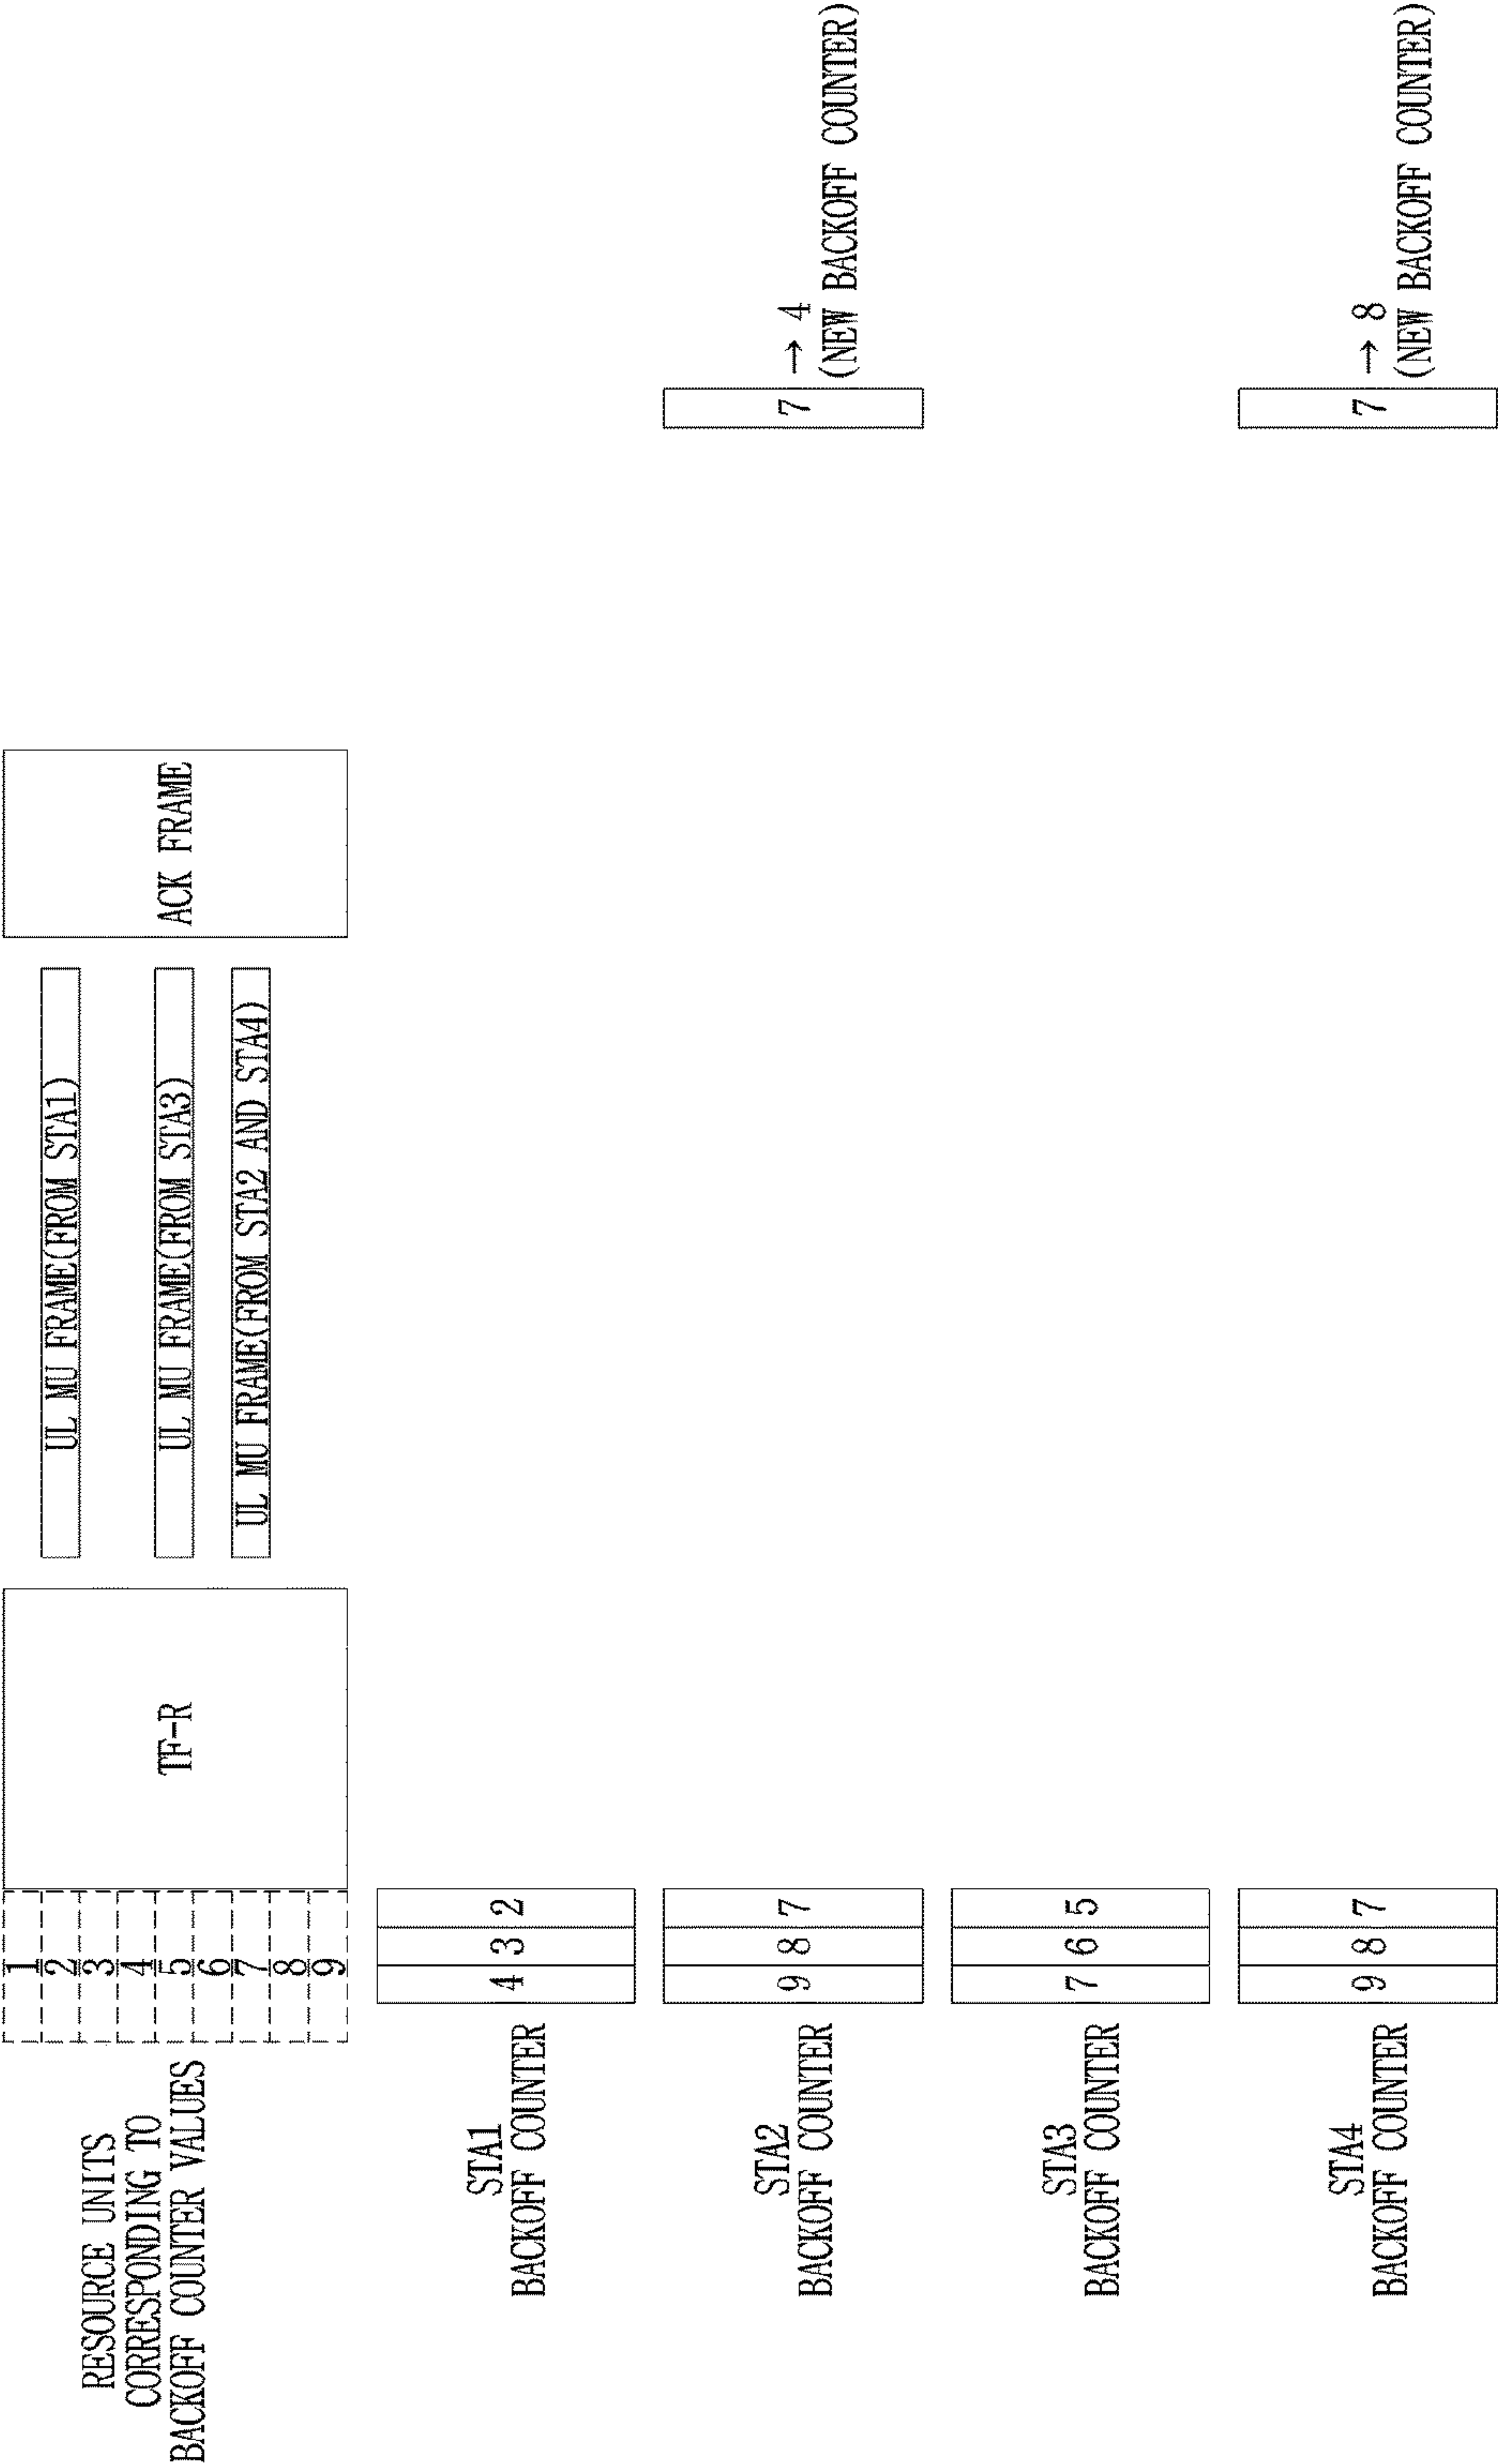 RESOURCE UNITS
CORRESPONDING TO
BACKOFF COUNTER VALUES
1
2
3
4
5
6
7
8
9
TF-R
UL MU FRAME(FROM STA1)
UL MU FRAME(FROM STA3)
UL MU FRAME(FROM STA2 AND STA4)
ACK FRAME
STA1
BACKOFF COUNTER
4 3 2
STA2
BACKOFF COUNTER
9 8 7
7 → 4
(NEW BACKOFF COUNTER)
STA3
BACKOFF COUNTER
7 6 5
STA4
BACKOFF COUNTER
9 8 7
7 → 8
(NEW BACKOFF COUNTER)